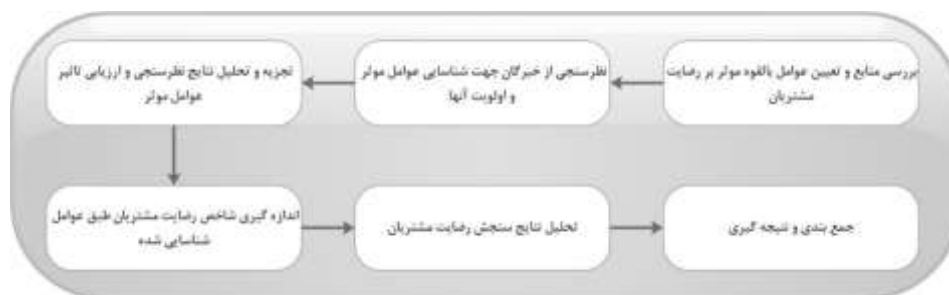 بررسی منابع و تعیین عوامل بالقوه موثر بر رضایت
مشتریان
نظرسنجی از خبرگان جهت شناسایی عوامل موثر
و اولویت آنها
تجزیه و تحلیل نتایج نظرسنجی و ارزیابی تاثیر
عوامل موثر
اندازه گیری شاخص رضایت مشتریان طبق عوامل
شناسایی شده
تحلیل نتایج سنجش رضایت مشتریان
جمع بندی و نتیجه گیری